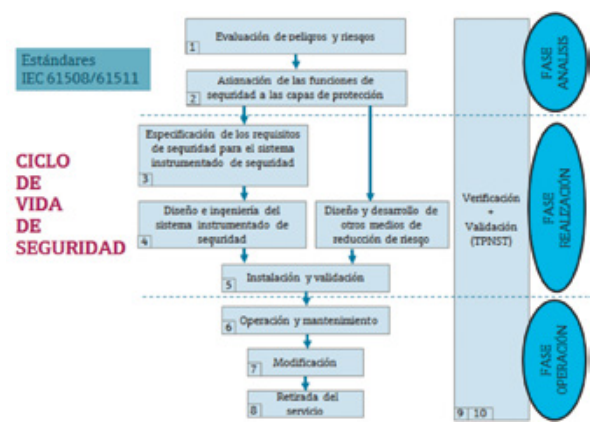 Estándares
IEC 61508/61511
CICLO
DE
VIDA
DE
SEGURIDAD
Evaluación de peligros y riesgos
1
Asignación de las funciones de
seguridad a las capas de protección
2
Especificación de los requisitos
de seguridad para el sistema
instrumentado de seguridad
3
Diseño e ingeniería del
sistema instrumentado de
seguridad
4
Diseño y desarrollo de
otros medios de
reducción de riesgo
Instalación y validación
5
Operación y mantenimiento
6
Modificación
7
Retirada del
servicio
8
Verificación
+
Validación
(TPNST)
9 10
FASE
ANALISIS
FASE
REALIZACIÓN
FASE
OPERACIÓN